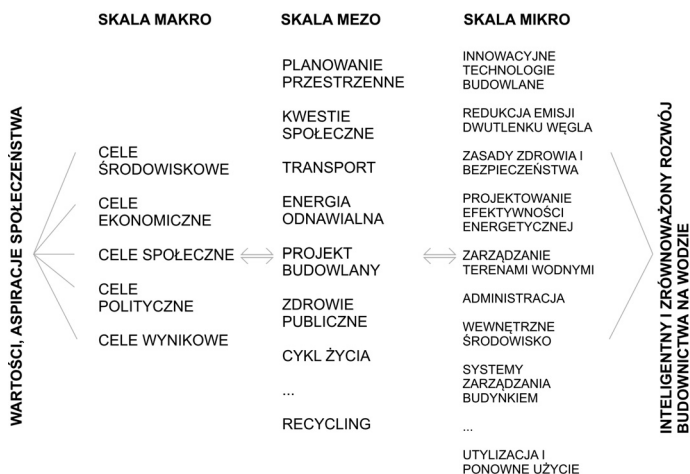 WARTOŚCI, ASPIRACJE SPOŁECZEŃSTWA
SKALA MAKRO
CELE
ŚRODOWISKOWE
CELE
EKONOMICZNE
CELE SPOŁECZNE
CELE
POLITYCZNE
CELE WYNIKOWE
SKALA MEZO
PLANOWANIE
PRZESTRZENNE
KWESTIE
SPOŁECZNE
TRANSPORT
ENERGIA
ODNAWIALNA
PROJEKT
BUDOWLANY
ZDROWIE
PUBLICZNE
CYKL ŻYCIA
...
RECYCLING
SKALA MIKRO
INNOWACYJNE
TECHNOLOGIE
BUDOWLANE
REDUKCJA EMISJI
DWUTLENKU WĘGLA
ZASADY ZDROWIA I
BEZPIECZEŃSTWA
PROJEKTOWANIE
EFEKTYWNOŚCI
ENERGETYCZNEJ
ZARZĄDZANIE
TERENAMI WODNYMI
ADMINISTRACJA
WEWNĘTRZNE
ŚRODOWISKO
SYSTEMY
ZARZĄDZANIA
BUDYNKIEM
...
UTYLIZACJA I
PONOWNE UŻYCIE
INTELIGENTNY I ZRÓWNOWAŻONY ROZWÓJ
BUDOWNICTWA NA WODZIE